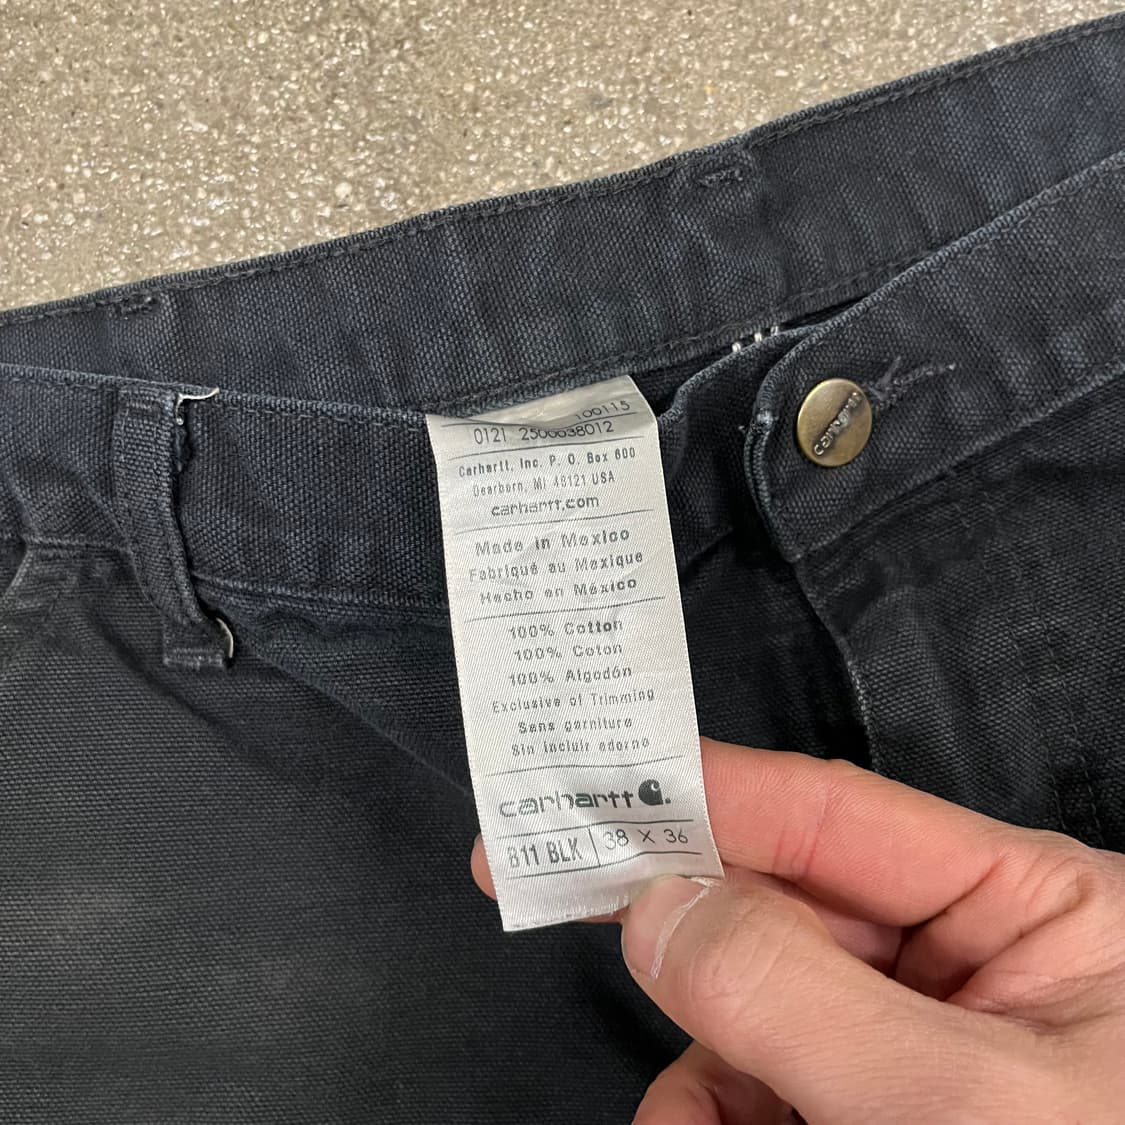 100115
0121 2500038012
Carhartt, Inc. P. O. Box 600
Dearborn, MI 48121 USA
carhartt.com
Made in Mexico
Fabriqué au Mexique
Hecho en México
100% Cotton
100% Coton
100% Algodón
Exclusive of Trimming
Sans garniture
Sin incluir adorno
carhartt
B11 BLK 38 X 36
carhartt